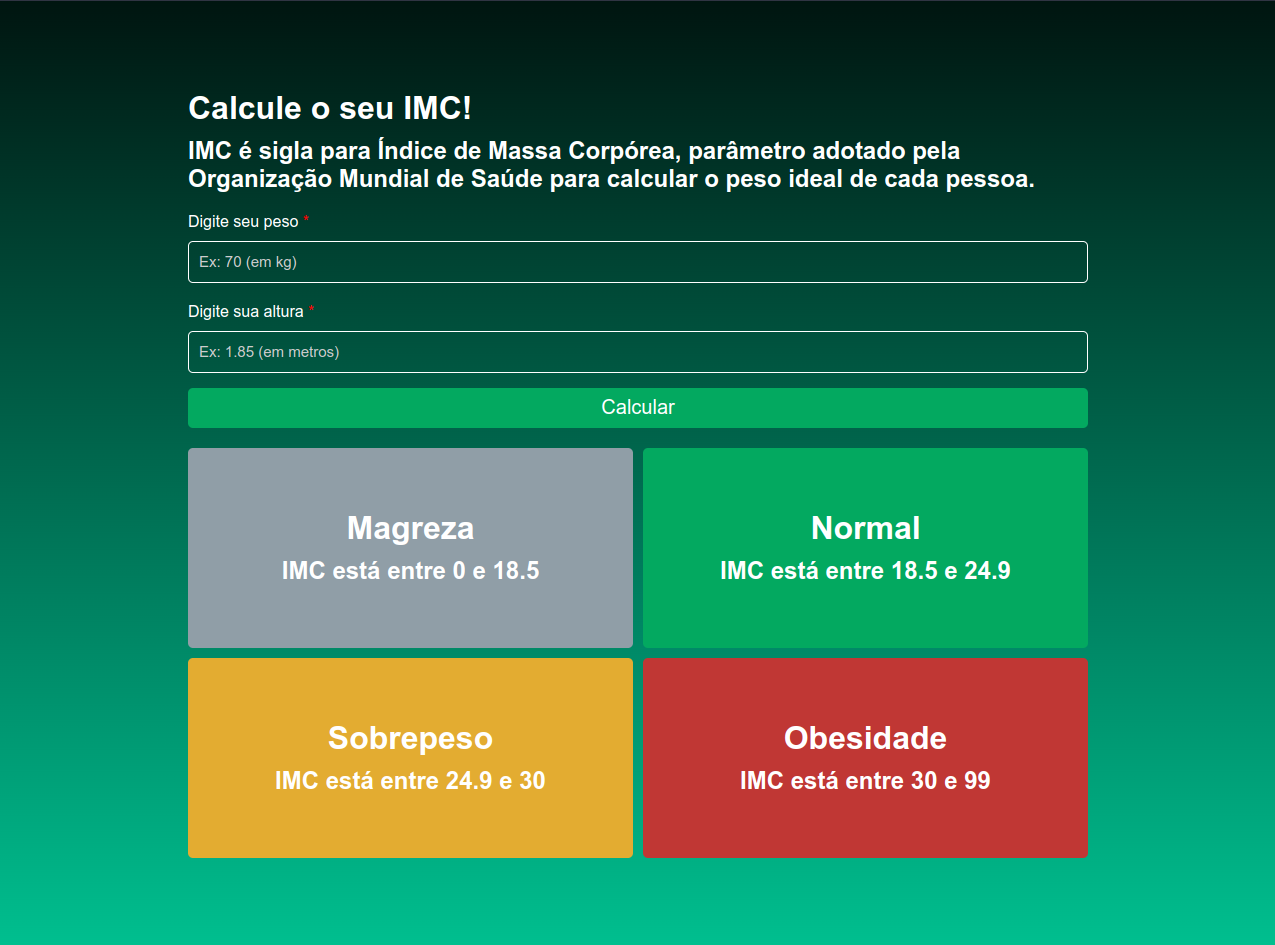 Calcule o seu IMC!
IMC é sigla para Índice de Massa Corpórea, parâmetro adotado pela
Organização Mundial de Saúde para calcular o peso ideal de cada pessoa.
Digite seu peso *
Ex: 70 (em kg)
Digite sua altura *
Ex: 1.85 (em metros)
Calcular
Magreza
IMC está entre 0 e 18.5
Normal
IMC está entre 18.5 e 24.9
Sobrepeso
IMC está entre 24.9 e 30
Obesidade
IMC está entre 30 e 99